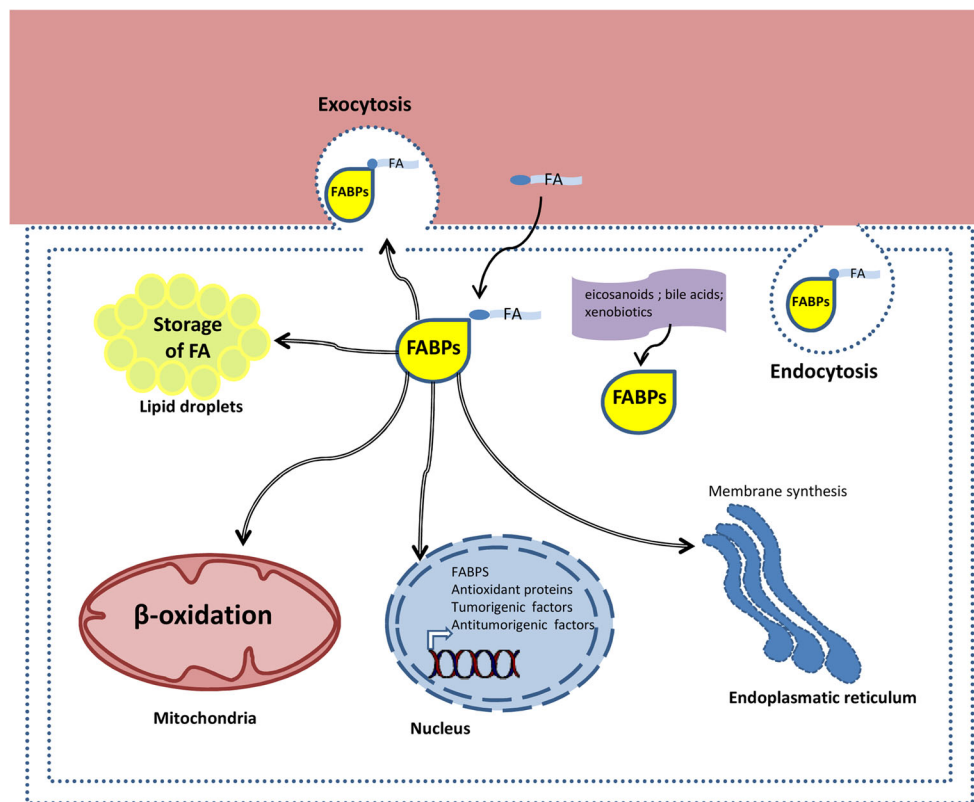 Exocytosis
FA
FABPs
FA
eicosanoids ; bile acids;
xenobiotics
FA
FABPs
Endocytosis
FA
FABPs
FABPs
Storage
of FA
Lipid droplets
Membrane synthesis
Endoplasmatic reticulum
β-oxidation
Mitochondria
FABPS
Antioxidant proteins
Tumorigenic factors
Antitumorigenic factors
Nucleus